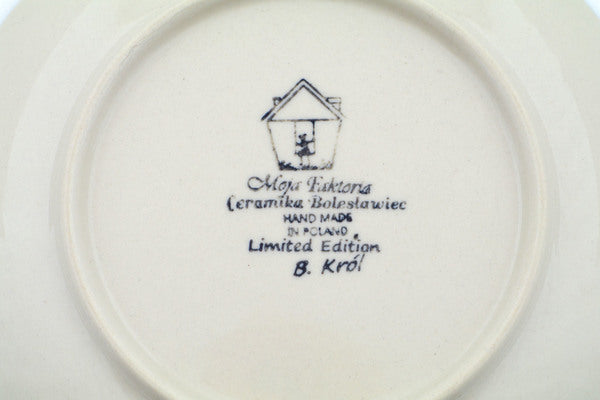 Moja Faktoria
Ceramika Bolesławiec
HAND MADE
IN POLAND
Limited Edition
B. Król